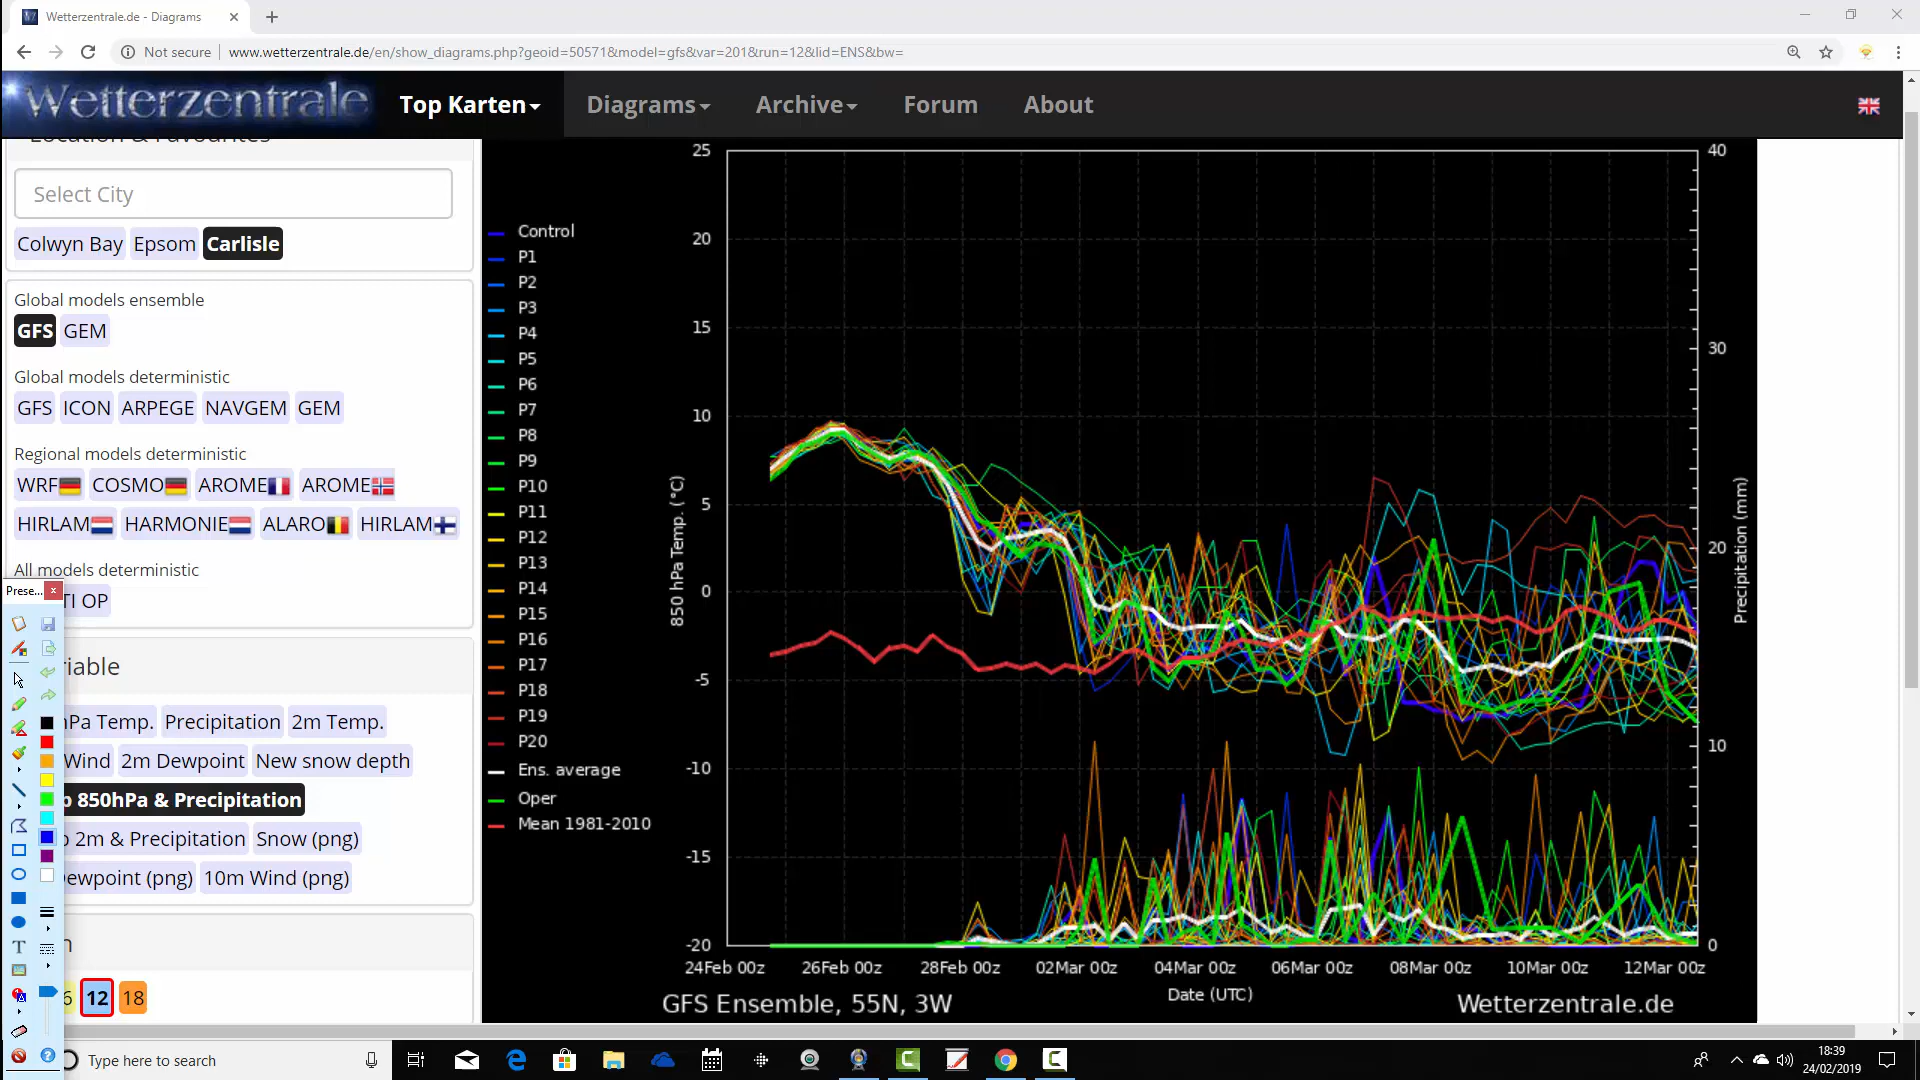 Wetterzentrale.de - Diagrams
Not secure www.wetterzentrale.de/en/show_diagrams.php?geoid=50571&model=gfs&var=201&run=12&lid=ENS&bw=
Wetterzentrale
Top Karten
Diagrams
Archive
Forum
About
Location & Favourites
Select City
Colwyn Bay Epsom Carlisle
Global models ensemble
GFS GEM
Global models deterministic
GFS ICON ARPEGE NAVGEM GEM
Regional models deterministic
WRF COSMO AROME AROME
HIRLAM HARMONIE ALARO HIRLAM
All models deterministic
TI OP
Prese...
riable
hPa Temp. Precipitation 2m Temp.
Wind 2m Dewpoint New snow depth
850hPa & Precipitation
2m & Precipitation Snow (png)
Dewpoint (png) 10m Wind (png)
n
6 12 18
Control
P1
P2
P3
P4
P5
P6
P7
P8
P9
P10
P11
P12
P13
P14
P15
P16
P17
P18
P19
P20
Ens. average
Oper
Mean 1981-2010
850 hPa Temp. (°C)
25
20
15
10
5
0
-5
-10
-15
-20
40
30
20
10
0
Precipitation (mm)
24Feb 00z 26Feb 00z 28Feb 00z 02Mar 00z 04Mar 00z 06Mar 00z 08Mar 00z 10Mar 00z 12Mar 00z
Date (UTC)
GFS Ensemble, 55N, 3W
Wetterzentrale.de
Type here to search
18:39
24/02/2019